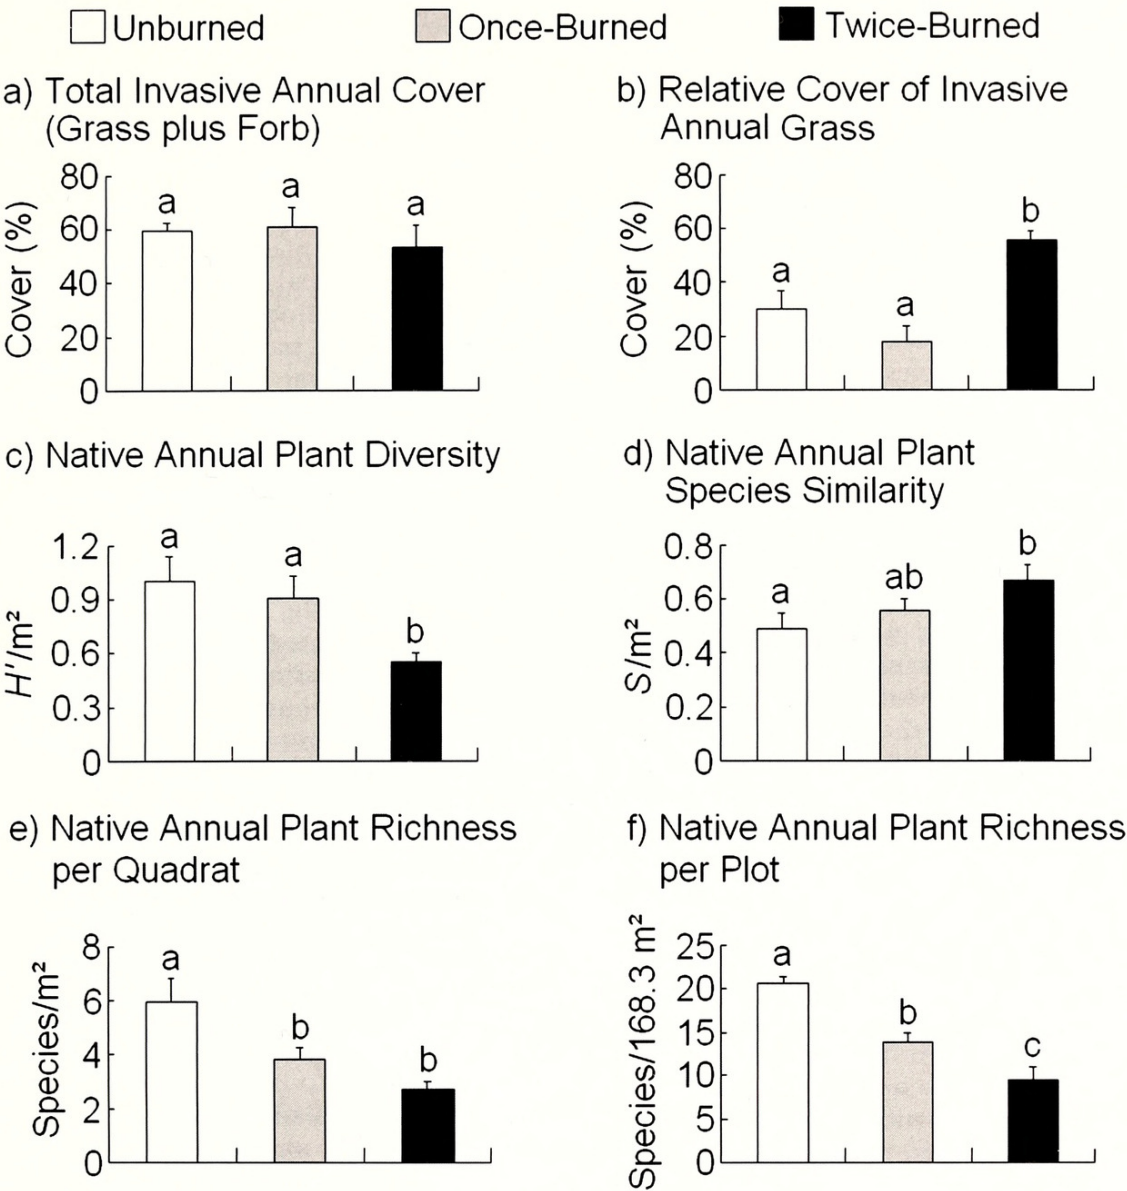 Unburned Once-Burned Twice-Burned
a) Total Invasive Annual Cover
(Grass plus Forb)
Cover (%)
80
60
40
20
0
a a a
b) Relative Cover of Invasive
Annual Grass
Cover (%)
80
60
40
20
0
a a b
c) Native Annual Plant Diversity
H'/m²
1.2
0.9
0.6
0.3
0
a a b
d) Native Annual Plant
Species Similarity
S/m²
0.8
0.6
0.4
0.2
0
a ab b
e) Native Annual Plant Richness
per Quadrat
Species/m²
8
6
4
2
0
a b b
f) Native Annual Plant Richness
per Plot
Species/168.3 m²
25
20
15
10
5
0
a b c